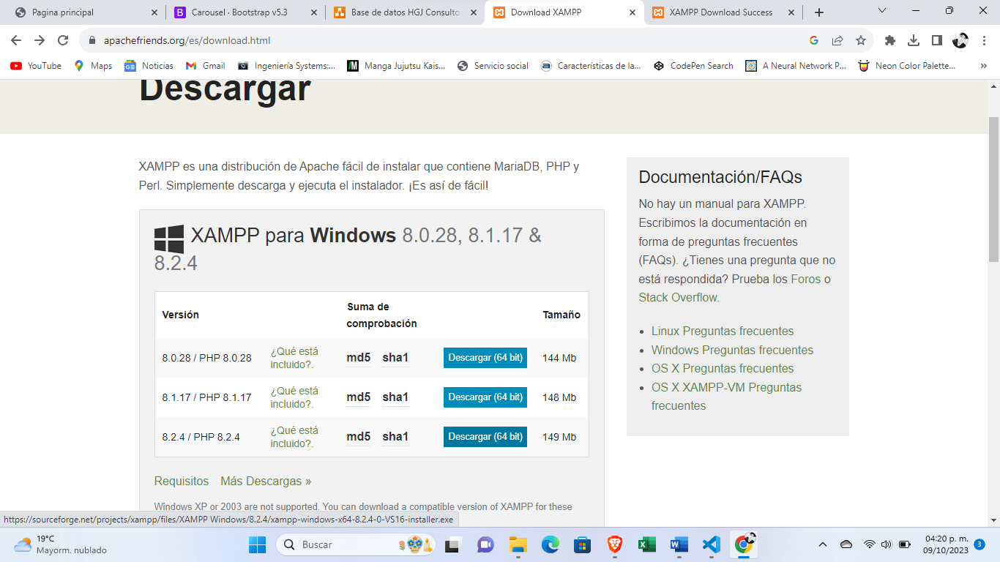 Pagina principal
Carousel · Bootstrap v5.3
Base de datos HGJ Consulto
Download XAMPP
XAMPP Download Success
apachefriends.org/es/download.html
YouTube
Maps
Noticias
Gmail
Ingeniería Systems:...
Manga Jujutsu Kais...
Servicio social
Características de la...
CodePen Search
A Neural Network P...
Neon Color Palette...
»
Descargar
XAMPP es una distribución de Apache fácil de instalar que contiene MariaDB, PHP y
Perl. Simplemente descarga y ejecuta el instalador. ¡Es así de fácil!
XAMPP para Windows 8.0.28, 8.1.17 &
8.2.4
Versión
Suma de
comprobación
Tamaño
8.0.28 / PHP 8.0.28
¿Qué está
incluido?.
md5
sha1
Descargar (64 bit)
144 Mb
8.1.17 / PHP 8.1.17
¿Qué está
incluido?.
md5
sha1
Descargar (64 bit)
148 Mb
8.2.4 / PHP 8.2.4
¿Qué está
incluido?.
md5
sha1
Descargar (64 bit)
149 Mb
Requisitos
Más Descargas »
Windows XP or 2003 are not supported. You can download a compatible version of XAMPP for these
Documentación/FAQs
No hay un manual para XAMPP.
Escribimos la documentación en
forma de preguntas frecuentes
(FAQs). ¿Tienes una pregunta que no
está respondida? Prueba los Foros o
Stack Overflow.
Linux Preguntas frecuentes
Windows Preguntas frecuentes
OS X Preguntas frecuentes
OS X XAMPP-VM Preguntas
frecuentes
https://sourceforge.net/projects/xampp/files/XAMPP Windows/8.2.4/xampp-windows-x64-8.2.4-0-VS16-installer.exe
19°C
Mayorm. nublado
Buscar
04:20 p. m.
09/10/2023
3